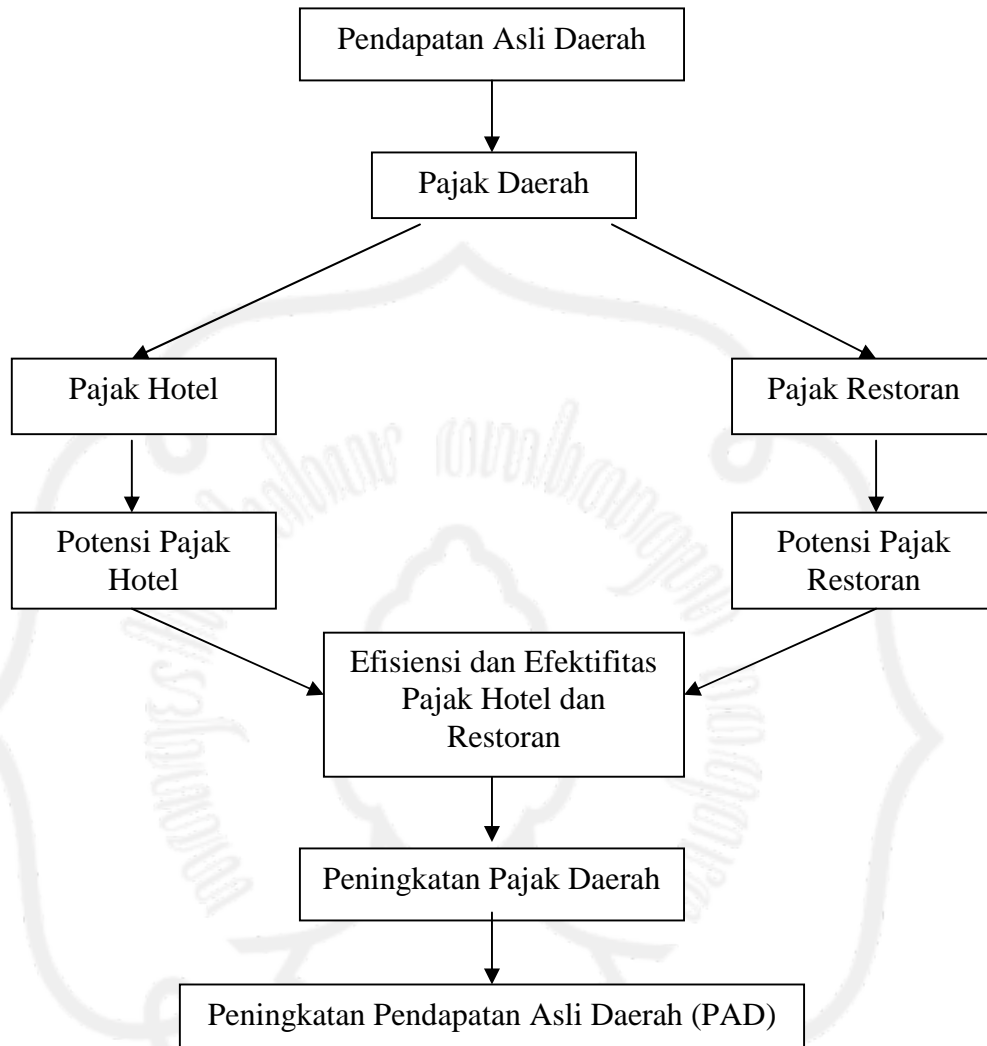 Pendapatan Asli Daerah
Pajak Daerah
Pajak Hotel
Pajak Restoran
Potensi Pajak
Hotel
Potensi Pajak
Restoran
Efisiensi dan Efektifitas
Pajak Hotel dan
Restoran
Peningkatan Pajak Daerah
Peningkatan Pendapatan Asli Daerah (PAD)